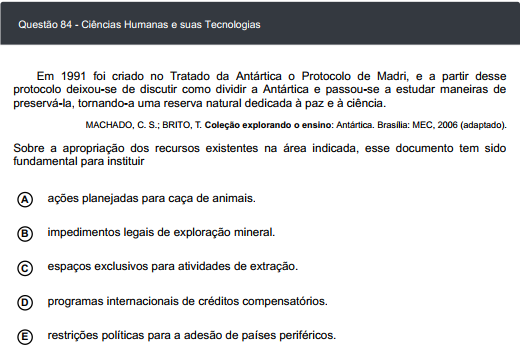 Questão 84 - Ciências Humanas e suas Tecnologias
Em 1991 foi criado no Tratado da Antártica o Protocolo de Madri, e a partir desse
protocolo deixou-se de discutir como dividir a Antártica e passou-se a estudar maneiras de
preservá-la, tornando-a uma reserva natural dedicada à paz e à ciência.
MACHADO, C. S.; BRITO, T. Coleção explorando o ensino: Antártica. Brasília: MEC, 2006 (adaptado).
Sobre a apropriação dos recursos existentes na área indicada, esse documento tem sido
fundamental para instituir
A ações planejadas para caça de animais.
B impedimentos legais de exploração mineral.
C espaços exclusivos para atividades de extração.
D programas internacionais de créditos compensatórios.
E restrições políticas para a adesão de países periféricos.